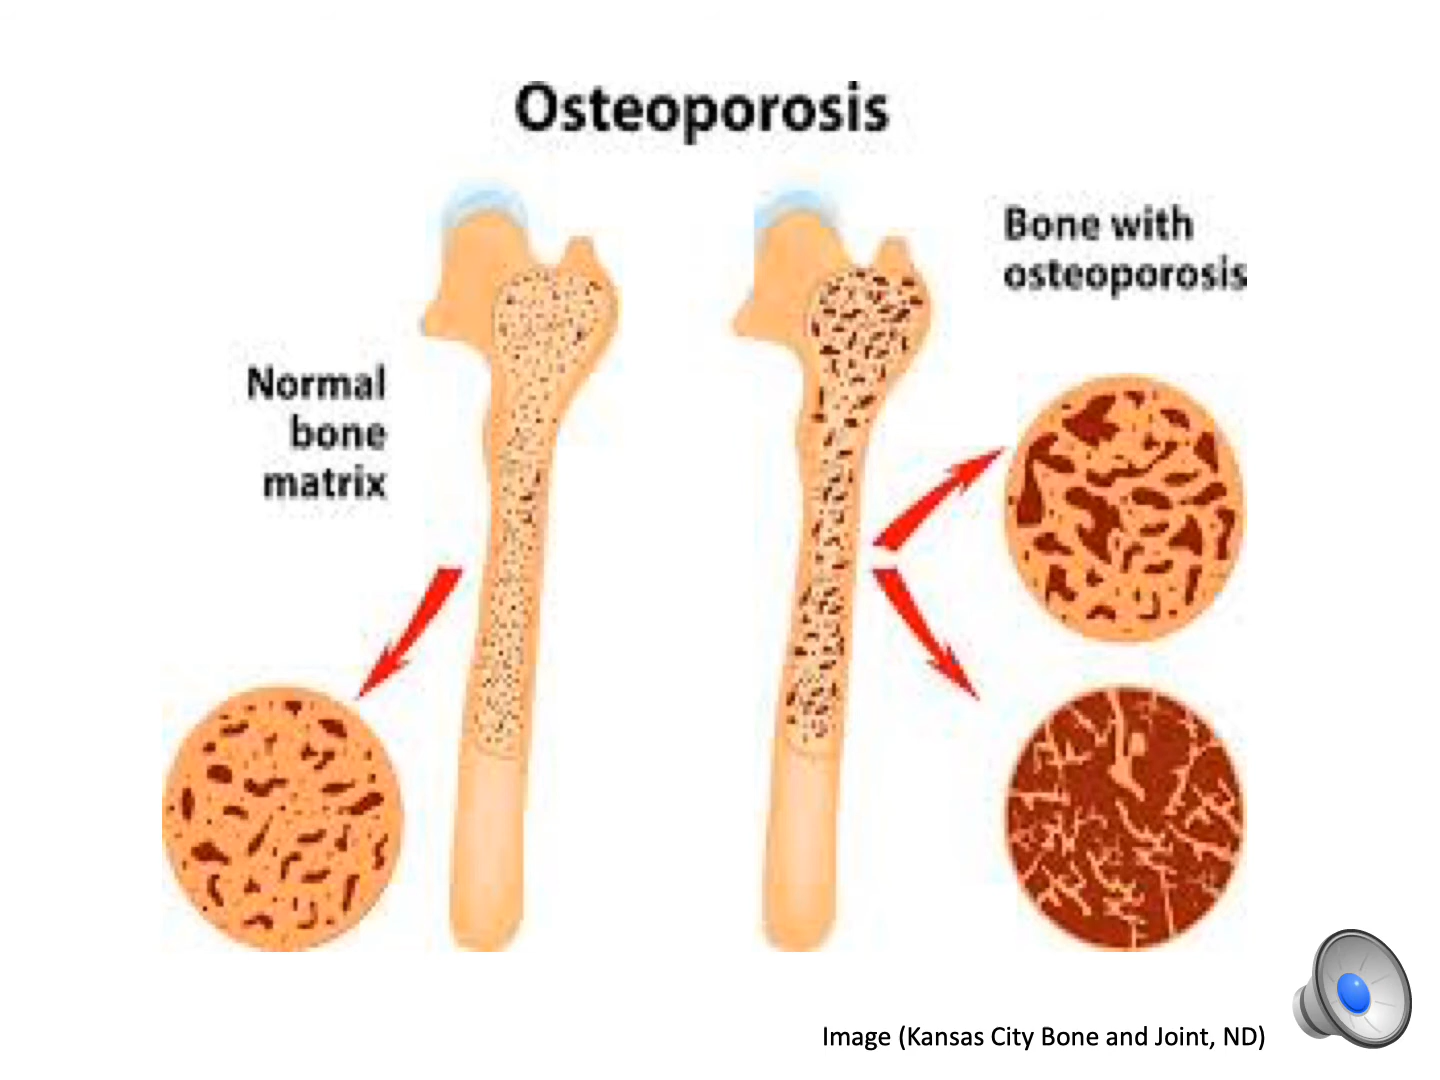 Osteoporosis
Bone with
osteoporosis
Normal
bone
matrix
Image (Kansas City Bone and Joint, ND)